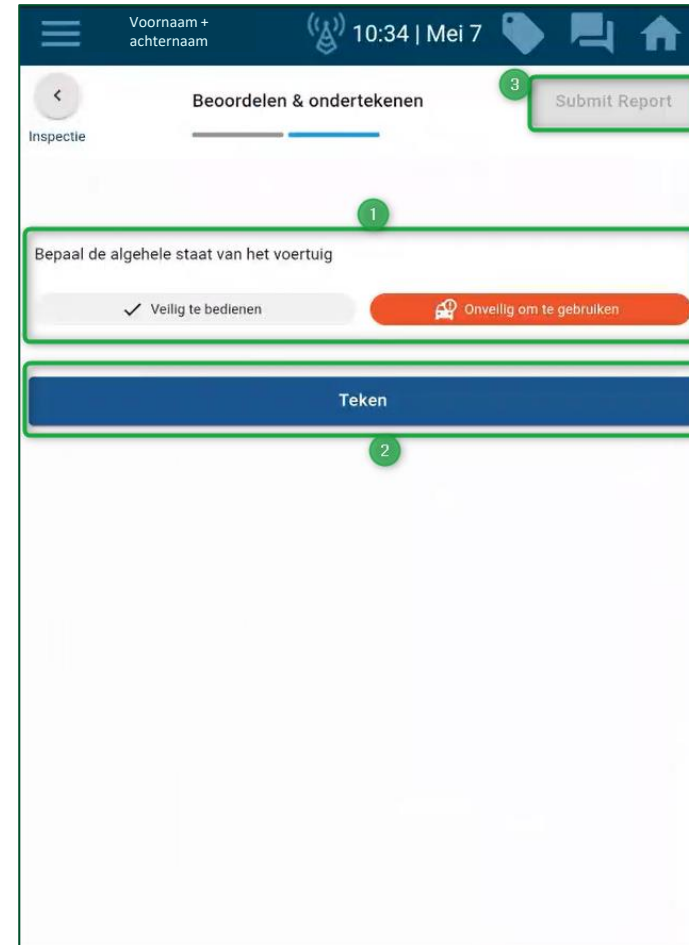 Voornaam +
achternaam
10:34 | Mei 7
Inspectie
Beoordelen & ondertekenen
3
Submit Report
1
Bepaal de algehele staat van het voertuig
Veilig te bedienen
Onveilig om te gebruiken
Teken
2